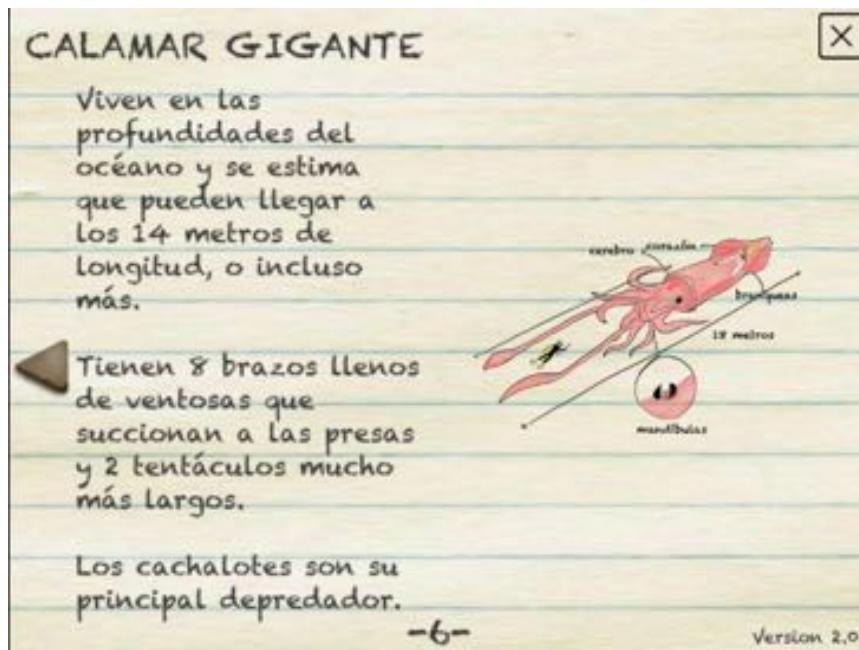 CALAMAR GIGANTE
Viven en las
profundidades del
océano y se estima
que pueden llegar a
los 14 metros de
longitud, o incluso
más.
Tienen 8 brazos llenos
de ventosas que
succionan a las presas
y 2 tentáculos mucho
más largos.
Los cachalotes son su
principal depredador.
cerebro corazón
branquias
18 metros
mandíbulas
-6-
Version 2.0